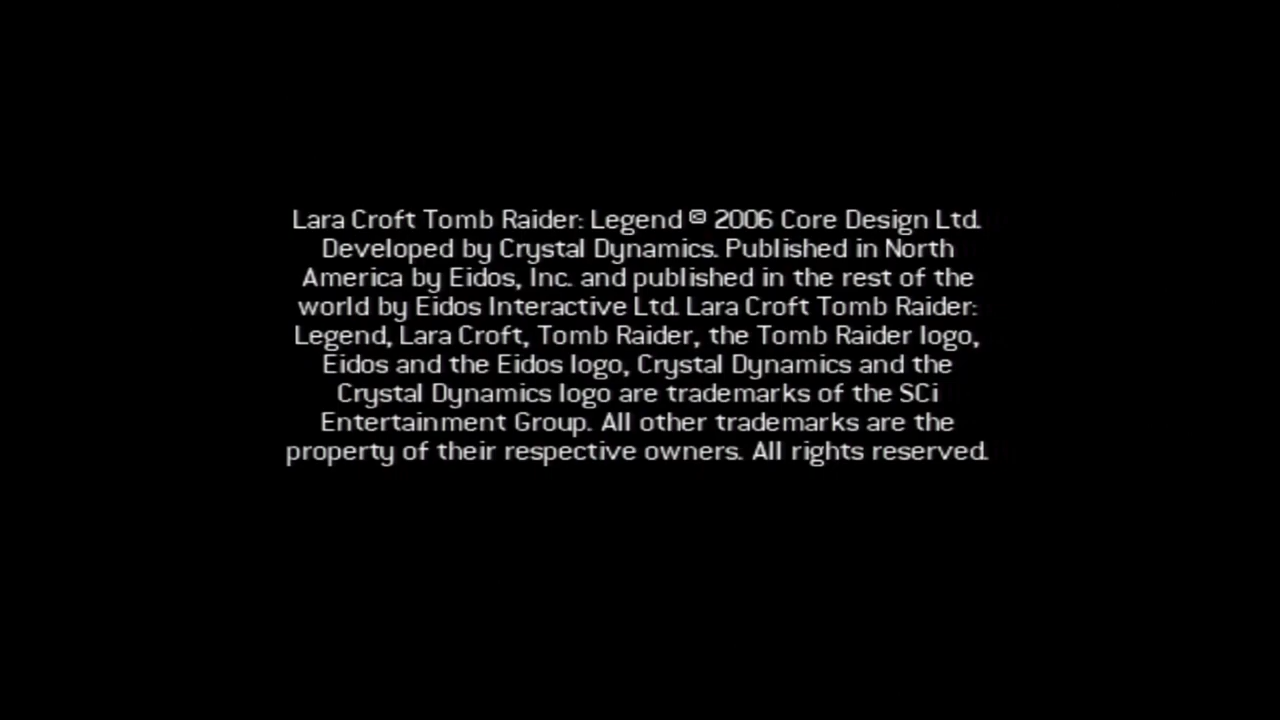 Lara Croft Tomb Raider: Legend © 2006 Core Design Ltd.
Developed by Crystal Dynamics. Published in North
America by Eidos, Inc. and published in the rest of the
world by Eidos Interactive Ltd. Lara Croft Tomb Raider:
Legend, Lara Croft, Tomb Raider, the Tomb Raider logo,
Eidos and the Eidos logo, Crystal Dynamics and the
Crystal Dynamics logo are trademarks of the SCi
Entertainment Group. All other trademarks are the
property of their respective owners. All rights reserved.